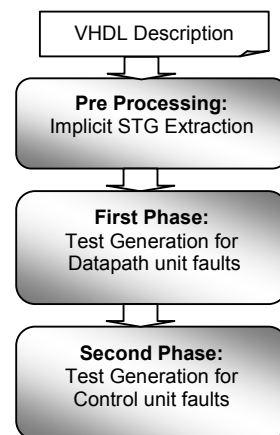 VHDL Description
Pre Processing:
Implicit STG Extraction
First Phase:
Test Generation for
Datapath unit faults
Second Phase:
Test Generation for
Control unit faults